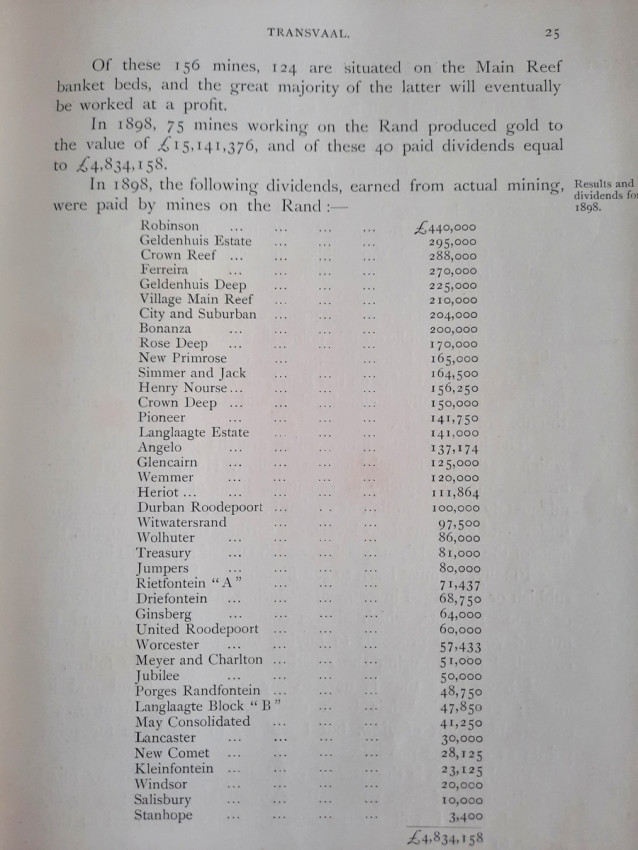 TRANSVAAL. 25
Of these 156 mines, 124 are situated on the Main Reef
banket beds, and the great majority of the latter will eventually
be worked at a profit.
In 1898, 75 mines working on the Rand produced gold to
the value of £15,141,376, and of these 40 paid dividends equal
to £4,834,158.
In 1898, the following dividends, earned from actual mining,
were paid by mines on the Rand :—
Results and
dividends for
1898.
Robinson ... ... ... ... £440,000
Geldenhuis Estate ... ... ... 295,000
Crown Reef ... ... ... ... 288,000
Ferreira ... ... ... ... 270,000
Geldenhuis Deep ... ... ... 225,000
Village Main Reef ... ... ... 210,000
City and Suburban ... ... ... 204,000
Bonanza ... ... ... ... 200,000
Rose Deep ... ... ... ... 170,000
New Primrose ... ... ... 165,000
Simmer and Jack ... ... ... 164,500
Henry Nourse ... ... ... ... 156,250
Crown Deep ... ... ... ... 150,000
Pioneer ... ... ... ... 141,750
Langlaagte Estate ... ... ... 141,000
Angelo ... ... ... ... 137,174
Glencairn ... ... ... ... 125,000
Wemmer ... ... ... ... 120,000
Heriot ... ... ... ... ... 111,864
Durban Roodepoort ... ... ... 100,000
Witwatersrand ... ... ... 97,500
Wolhuter ... ... ... ... 86,000
Treasury ... ... ... ... 81,000
Jumpers ... ... ... ... 80,000
Rietfontein "A" ... ... ... 71,437
Driefontein ... ... ... ... 68,750
Ginsberg ... ... ... ... 64,000
United Roodepoort ... ... ... 60,000
Worcester ... ... ... ... 57,433
Meyer and Charlton ... ... ... 51,000
Jubilee ... ... ... ... 50,000
Porges Randfontein ... ... ... 48,750
Langlaagte Block "B" ... ... 47,850
May Consolidated ... ... ... 41,250
Lancaster ... ... ... ... 30,000
New Comet ... ... ... ... 28,125
Kleinfontein ... ... ... ... 23,125
Windsor ... ... ... ... 20,000
Salisbury ... ... ... ... 10,000
Stanhope ... ... ... ... 3,400
£4,834,158